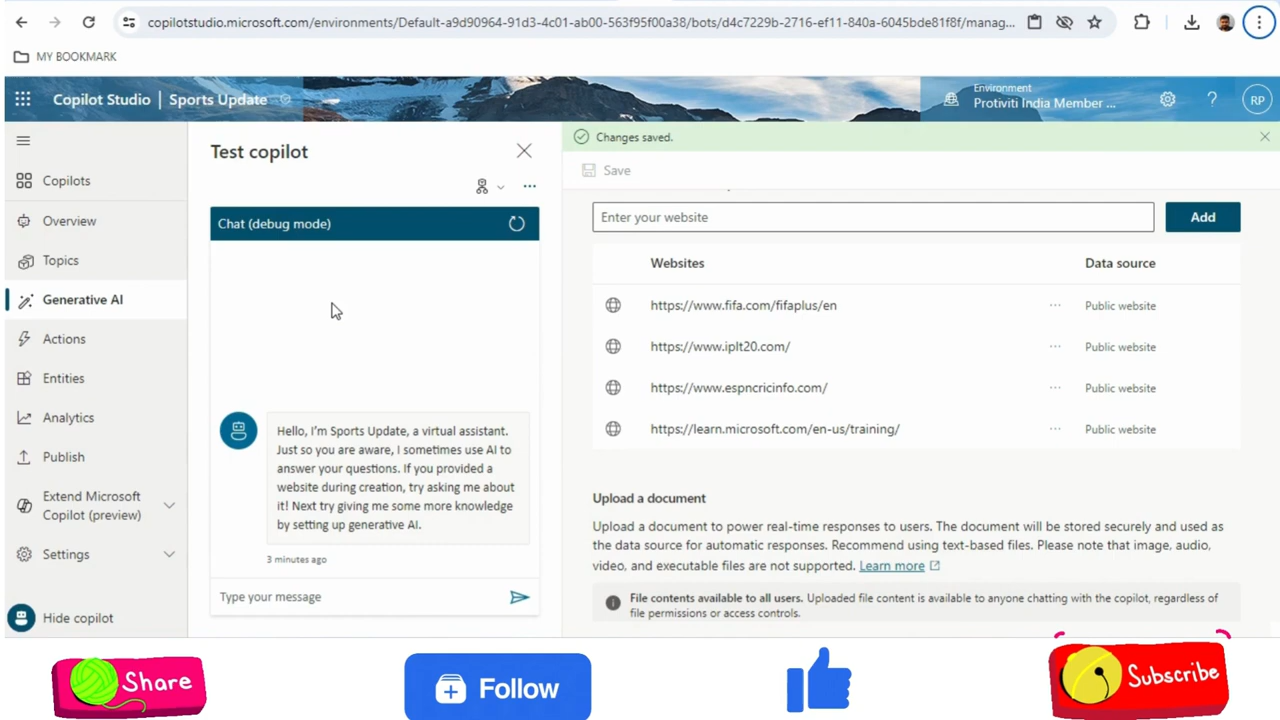 copilotstudio.microsoft.com/environments/Default-a9d90964-91d3-4c01-ab00-563f95f00a38/bots/d4c7229b-2716-ef11-840a-6045bde81f8f/manag...
MY BOOKMARK
Copilot Studio
Sports Update
Environment
Protiviti India Member ...
?
RP
Copilots
Overview
Topics
Generative AI
Actions
Entities
Analytics
Publish
Extend Microsoft
Copilot (preview)
Settings
Hide copilot
Test copilot
Chat (debug mode)
Hello, I'm Sports Update, a virtual assistant.
Just so you are aware, I sometimes use AI to
answer your questions. If you provided a
website during creation, try asking me about
it! Next try giving me some more knowledge
by setting up generative AI.
3 minutes ago
Type your message
Changes saved.
Save
Enter your website
Add
Websites
Data source
https://www.fifa.com/fifaplus/en
Public website
https://www.iplt20.com/
Public website
https://www.espncricinfo.com/
Public website
https://learn.microsoft.com/en-us/training/
Public website
Upload a document
Upload a document to power real-time responses to users. The document will be stored securely and used as
the data source for automatic responses. Recommend using text-based files. Please note that image, audio,
video, and executable files are not supported. Learn more
File contents available to all users. Uploaded file content is available to anyone chatting with the copilot, regardless of
file permissions or access controls.
Share
Follow
Subscribe